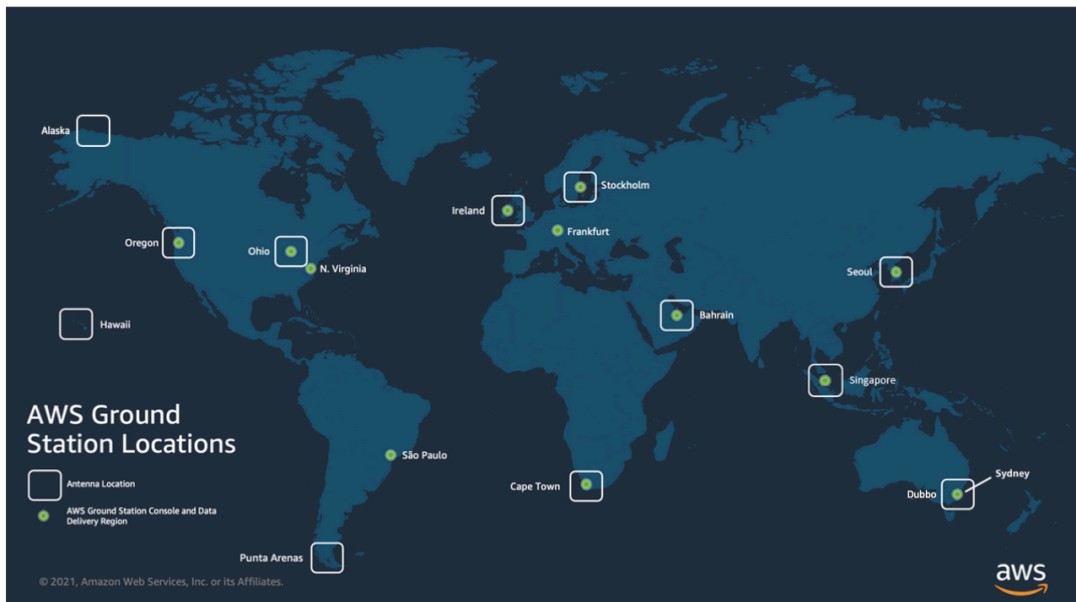 Alaska
Stockholm
Ireland
Frankfurt
Oregon
Ohio
N. Virginia
Seoul
Hawaii
Bahrain
Singapore
AWS Ground
Station Locations
São Paulo
Antenna Location
Cape Town
Sydney
Dubbo
AWS Ground Station Console and Data
Delivery Region
Punta Arenas
© 2021, Amazon Web Services, Inc. or its Affiliates.
aws